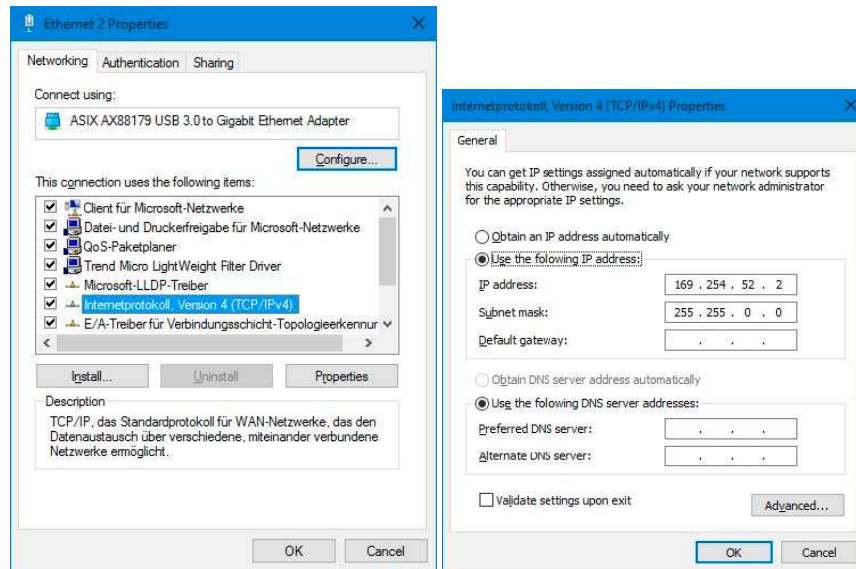 Ethernet 2 Properties
Networking Authentication Sharing
Connect using:
ASIX AX88179 USB 3.0 to Gigabit Ethernet Adapter
Configure...
This connection uses the following items:
Client für Microsoft-Netzwerke
Datei- und Druckerfreigabe für Microsoft-Netzwerke
QoS-Paketplaner
Trend Micro LightWeight Filter Driver
Microsoft-LLDP-Treiber
Internetprotokoll, Version 4 (TCP/IPv4)
E/A-Treiber für Verbindungsschicht-Topologieerkennur
Install... Uninstall Properties
Description
TCP/IP, das Standardprotokoll für WAN-Netzwerke, das den
Datenaustausch über verschiedene, miteinander verbundene
Netzwerke ermöglicht.
OK Cancel
Internetprotokoll, Version 4 (TCP/IPv4) Properties
General
You can get IP settings assigned automatically if your network supports
this capability. Otherwise, you need to ask your network administrator
for the appropriate IP settings.
Obtain an IP address automatically
Use the following IP address:
IP address: 169 . 254 . 52 . 2
Subnet mask: 255 . 255 . 0 . 0
Default gateway: . . .
Obtain DNS server address automatically
Use the following DNS server addresses:
Preferred DNS server: . . .
Alternate DNS server: . . .
Validate settings upon exit
Advanced...
OK Cancel